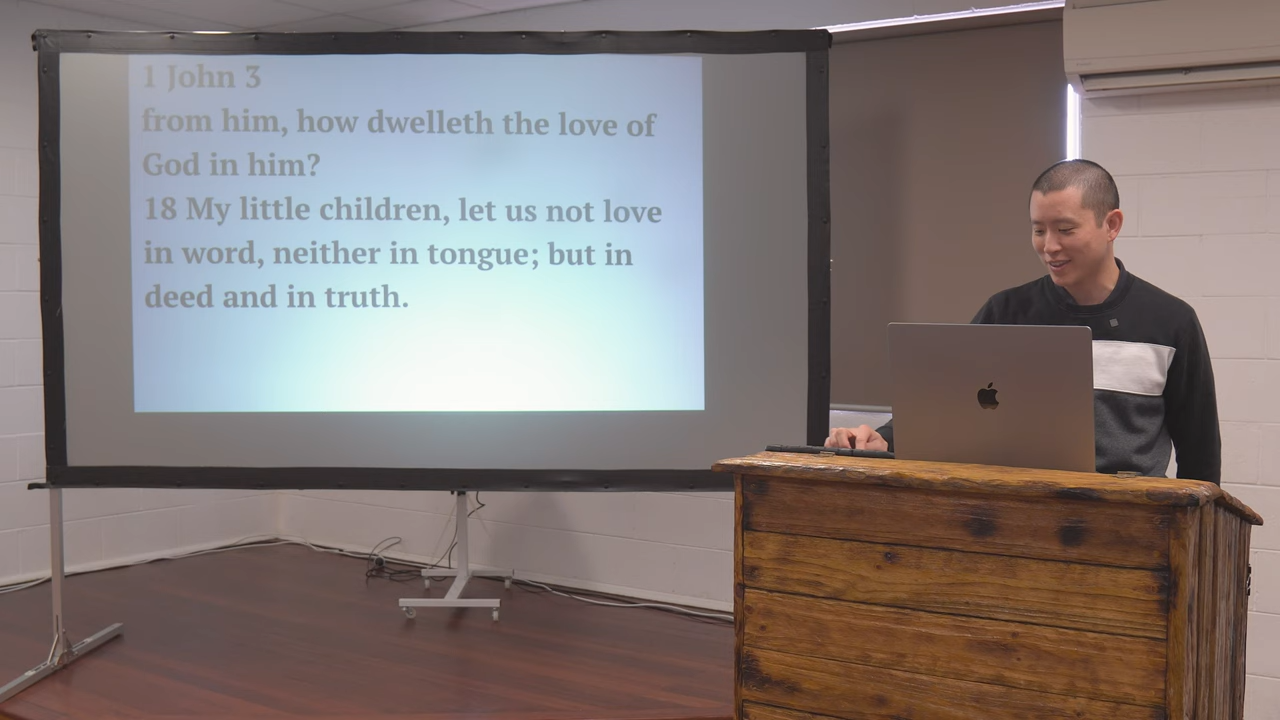 1 John 3
from him, how dwelleth the love of
God in him?
18 My little children, let us not love
in word, neither in tongue; but in
deed and in truth.